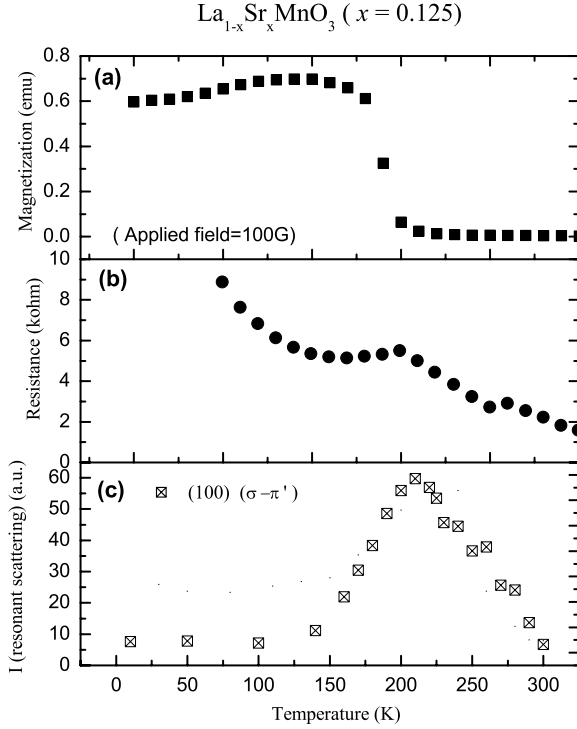 La1-xSrxMnO3 ( x = 0.125)
(a)
0.8
0.6
0.4
0.2
0.0
Magnetization (emu)
( Applied field=100G)
(b)
10
8
6
4
2
0
Resistance (kohm)
(c)
(100) (σ−π')
60
50
40
30
20
10
0
I (resonant scattering) (a.u.)
0 50 100 150 200 250 300
Temperature (K)